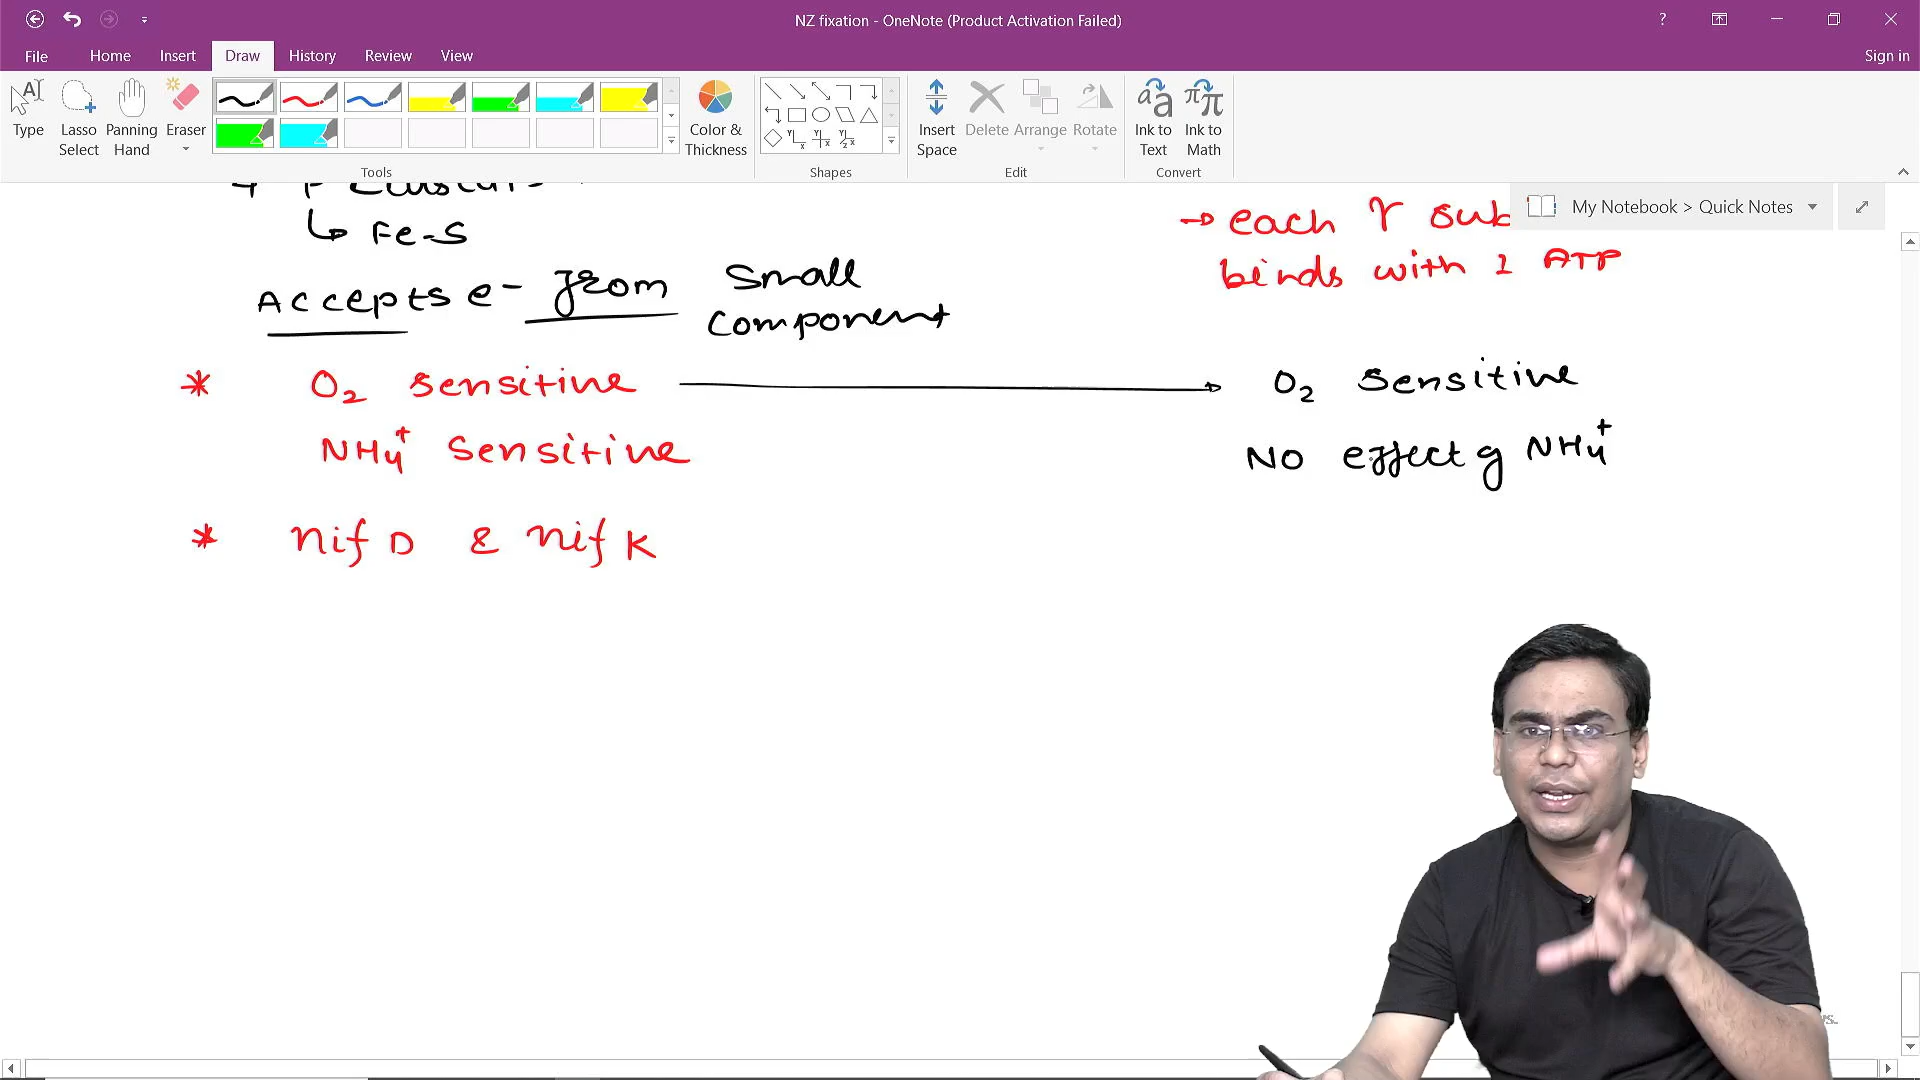 NZ fixation - OneNote (Product Activation Failed)
?
File Home Insert Draw History Review View
Sign in
Type
Lasso Select
Panning Hand
Eraser
Color & Thickness
Insert Space
Delete
Arrange
Rotate
Ink to Text
Ink to Math
Tools
Shapes
Edit
Convert
My Notebook > Quick Notes
↳ Fe-S
Accepts e- from small
component
→ each γ sub
binds with 1 ATP
* O2 sensitive → O2 sensitive
NH4+ sensitive
NO effect of NH4+
* nif D & nif K